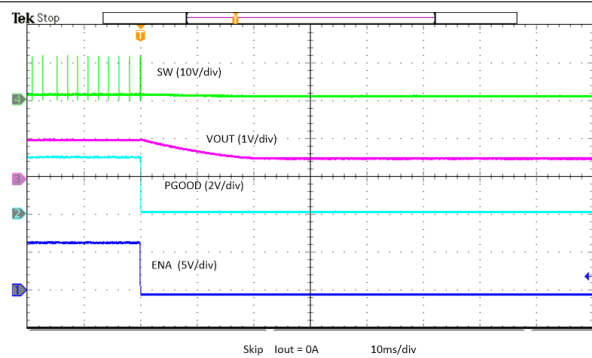 Tek Stop
T
T
SW (10V/div)
4
VOUT (1V/div)
3
PGOOD (2V/div)
2
ENA (5V/div)
1
Skip Iout = 0A 10ms/div